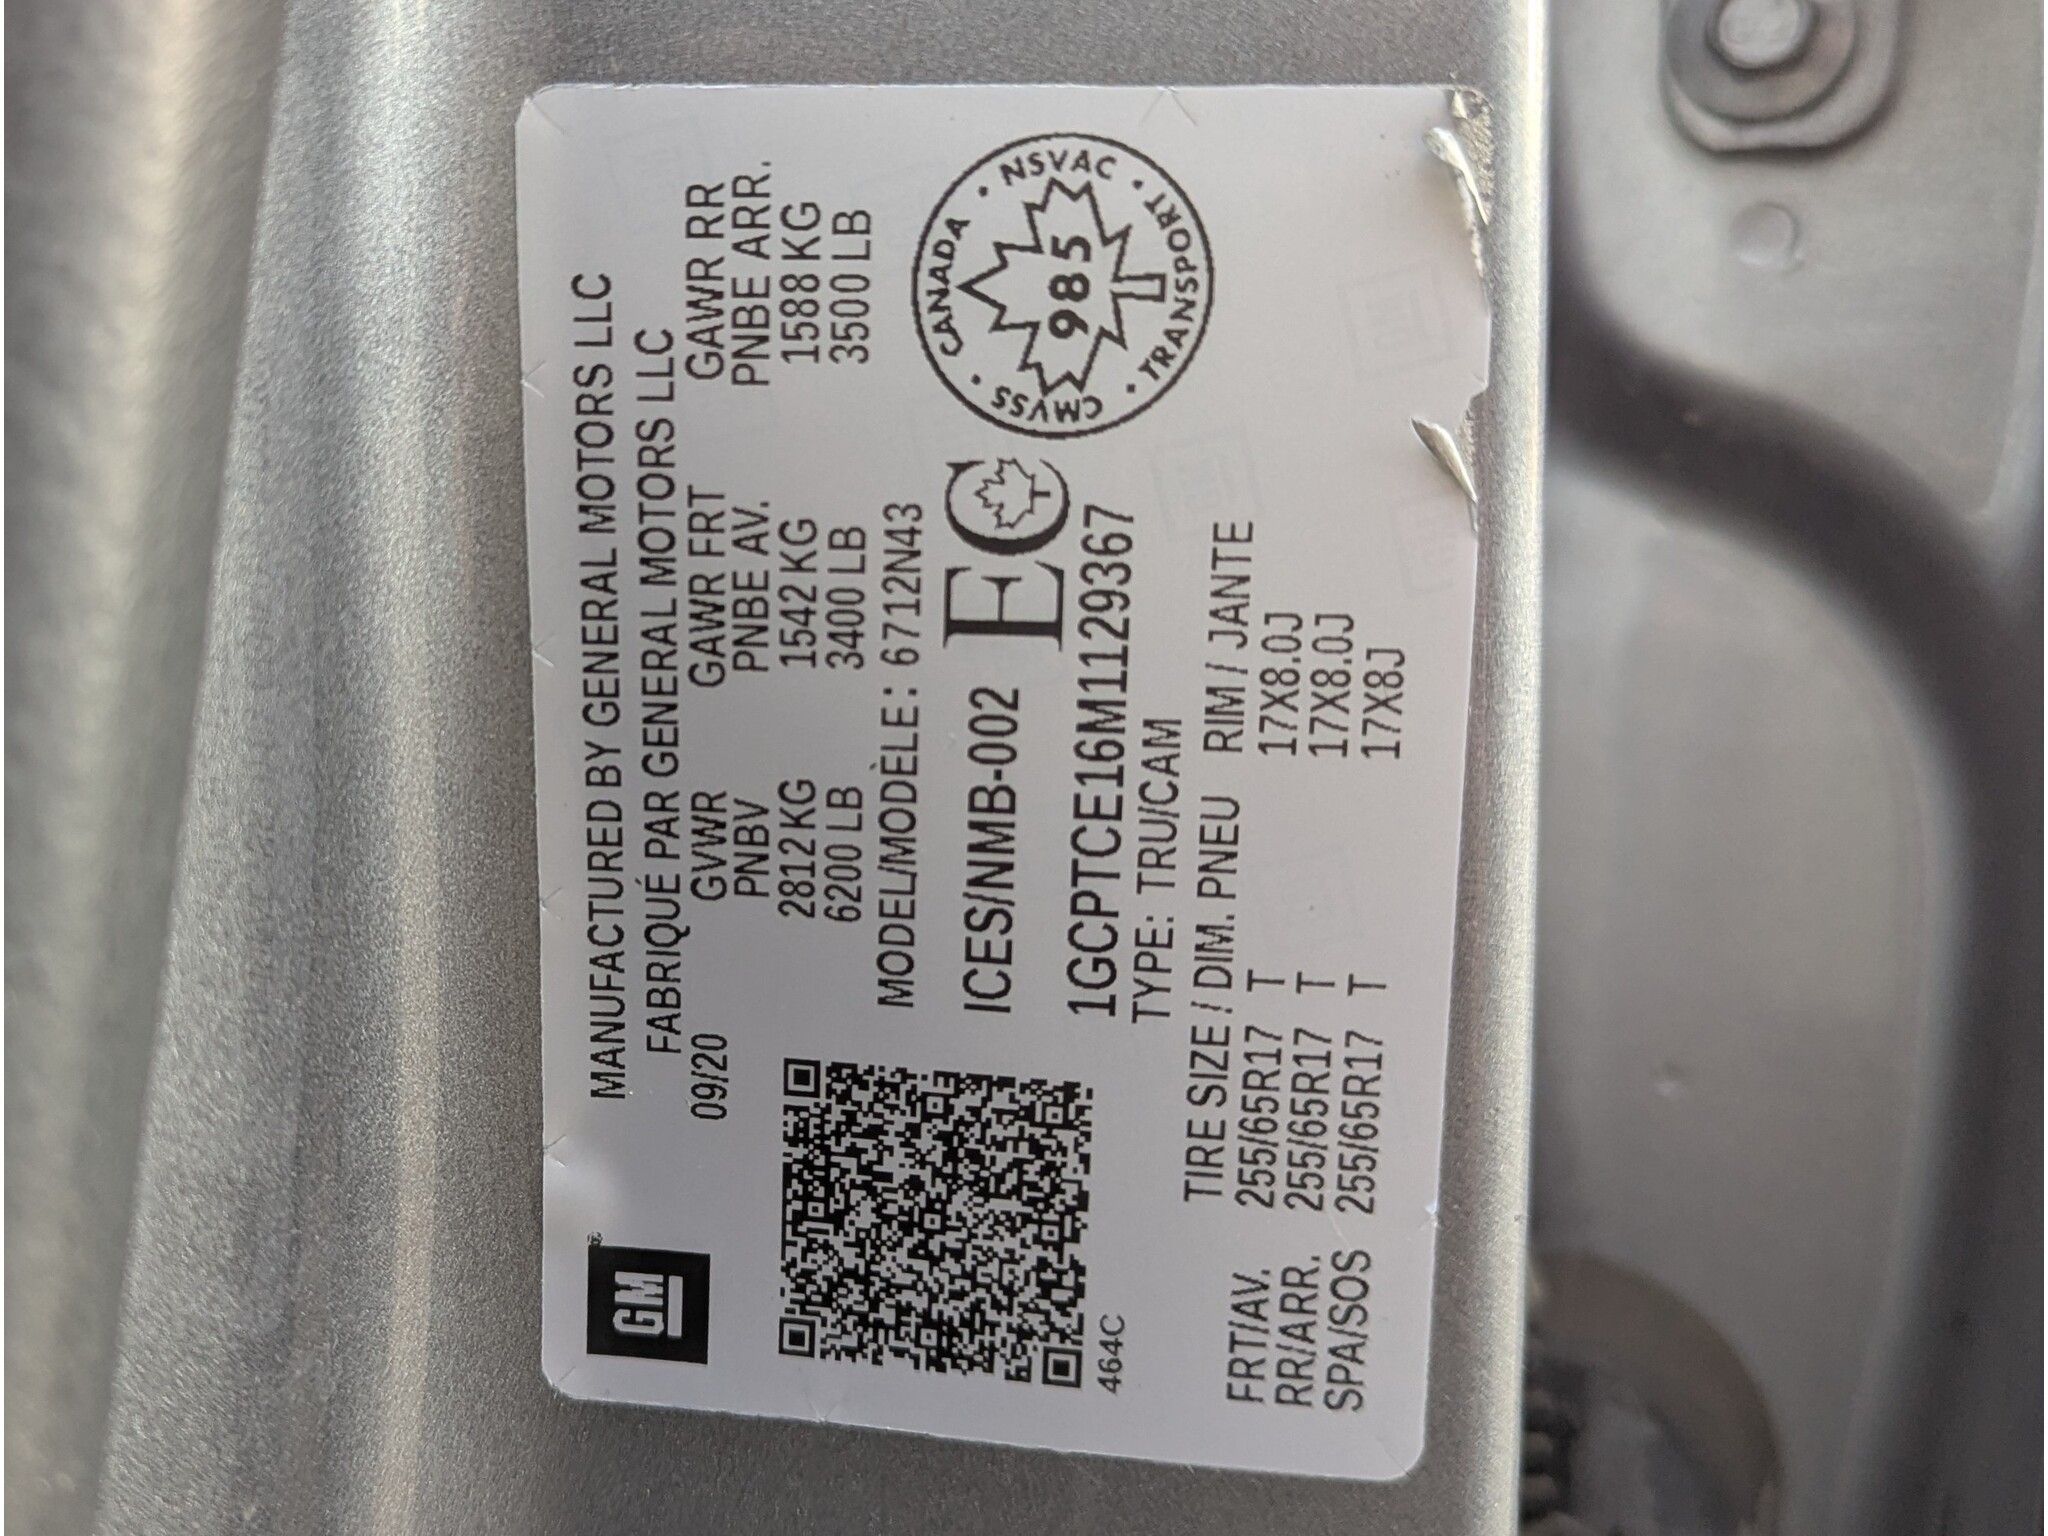 GM
MANUFACTURED BY GENERAL MOTORS LLC
FABRIQUÉ PAR GENERAL MOTORS LLC
09/20 GVWR GAWR FRT GAWR RR
PNBV PNBE AV. PNBE ARR.
2812 KG 1542 KG 1588 KG
6200 LB 3400 LB 3500 LB
MODEL/MODÈLE: 6712N43
ICES/NMB-002 EC
CANADA • NSVAC • TRANSPORT • TRANSPORT • CMVSS
985
1GCPTCE16M1129367
464C TYPE: TRU/CAM
TIRE SIZE / DIM. PNEU RIM / JANTE
FRT/AV. 255/65R17 T 17X8.0J
RR/ARR. 255/65R17 T 17X8.0J
SPA/SOS 255/65R17 T 17X8J